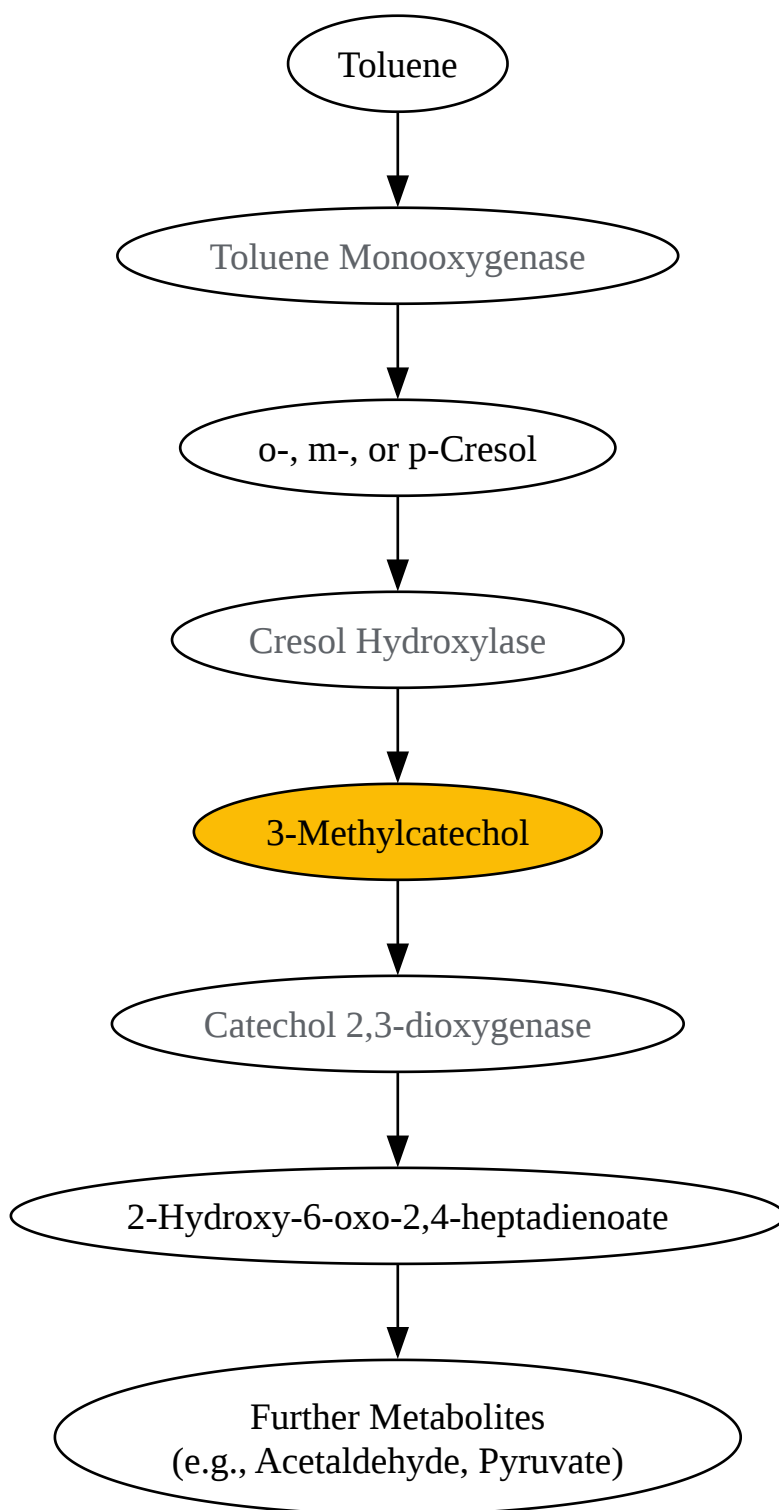 Toluene
Toluene Monooxygenase
o-, m-, or p-Cresol
Cresol Hydroxylase
3-Methylcatechol
Catechol 2,3-dioxygenase
2-Hydroxy-6-oxo-2,4-heptadienoate
Further Metabolites
(e.g., Acetaldehyde, Pyruvate)